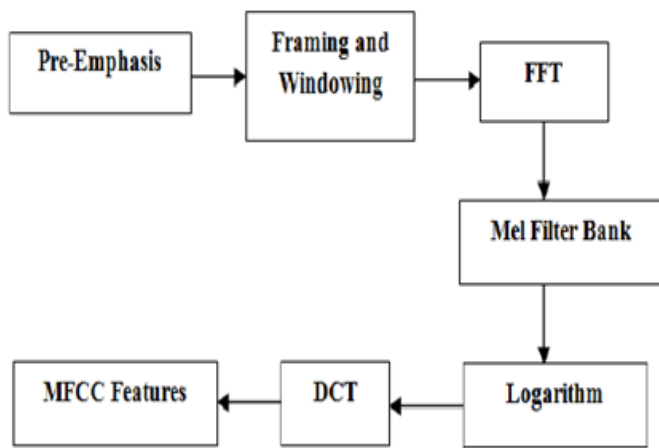 Pre-Emphasis
Framing and
Windowing
FFT
Mel Filter Bank
Logarithm
DCT
MFCC Features